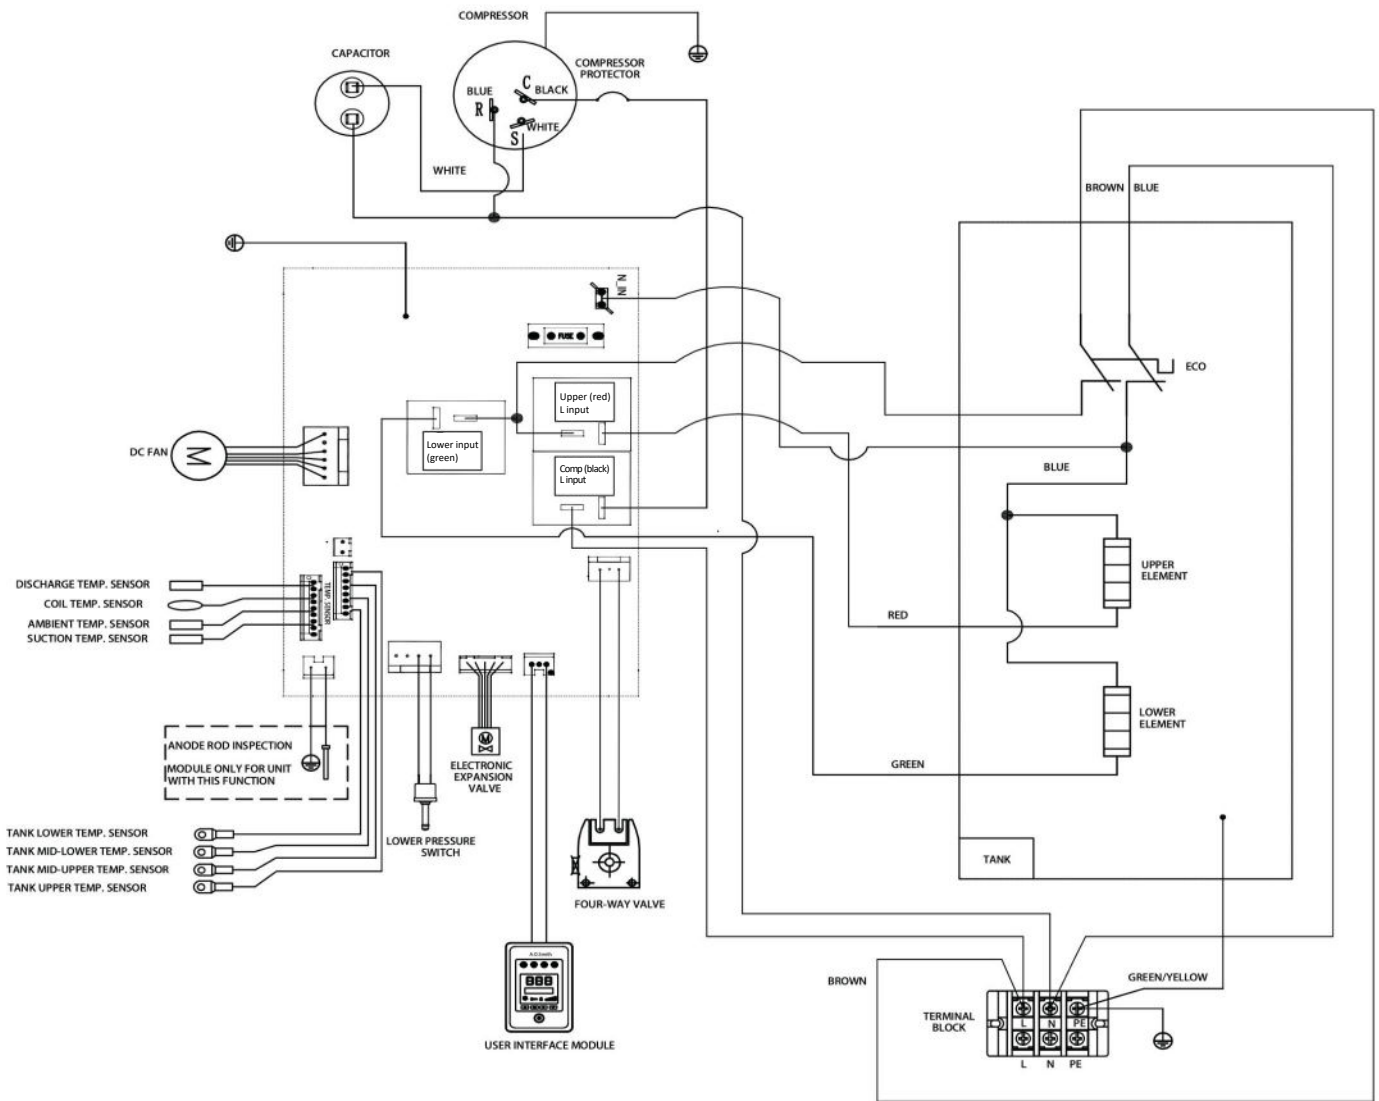 COMPRESSOR
CAPACITOR
COMPRESSOR
PROTECTOR
BLUE
C
BLACK
R
S
WHITE
WHITE
BROWN
BLUE
N_IN
FUSE
ECO
Upper (red)
L input
Lower input
(green)
Comp (black)
L input
DC FAN
M
BLUE
UPPER
ELEMENT
DISCHARGE TEMP. SENSOR
COIL TEMP. SENSOR
AMBIENT TEMP. SENSOR
SUCTION TEMP. SENSOR
TEMP. SENSOR
RED
LOWER
ELEMENT
ANODE ROD INSPECTION
MODULE ONLY FOR UNIT
WITH THIS FUNCTION
M
ELECTRONIC
EXPANSION
VALVE
GREEN
TANK LOWER TEMP. SENSOR
TANK MID-LOWER TEMP. SENSOR
TANK MID-UPPER TEMP. SENSOR
TANK UPPER TEMP. SENSOR
LOWER PRESSURE
SWITCH
TANK
FOUR-WAY VALVE
888
BROWN
GREEN/YELLOW
TERMINAL
BLOCK
L N PE
L N PE
USER INTERFACE MODULE